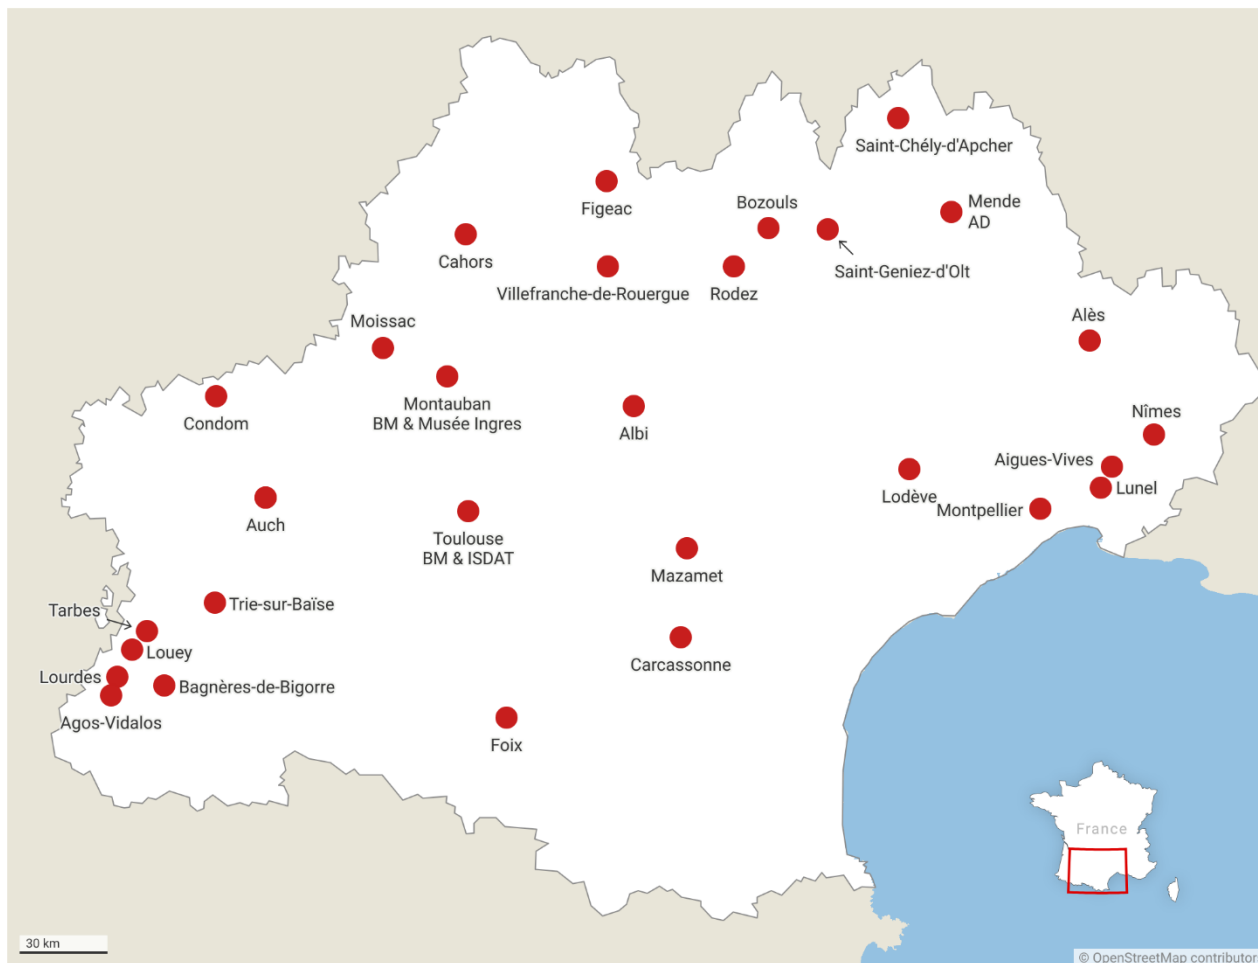 Saint-Chély-d'Apcher
Figeac
Bozouls
Mende
AD
Cahors
Villefranche-de-Rouergue
Rodez
Saint-Geniez-d'Olt
Moissac
Alès
Condom
Montauban
BM & Musée Ingres
Albi
Nîmes
Aigues-Vives
Lunel
Lodève
Montpellier
Auch
Toulouse
BM & ISDAT
Mazamet
Tarbes
Trie-sur-Baïse
Louey
Lourdes
Bagnères-de-Bigorre
Agos-Vidalos
Carcassonne
Foix
France
30 km
© OpenStreetMap contributor